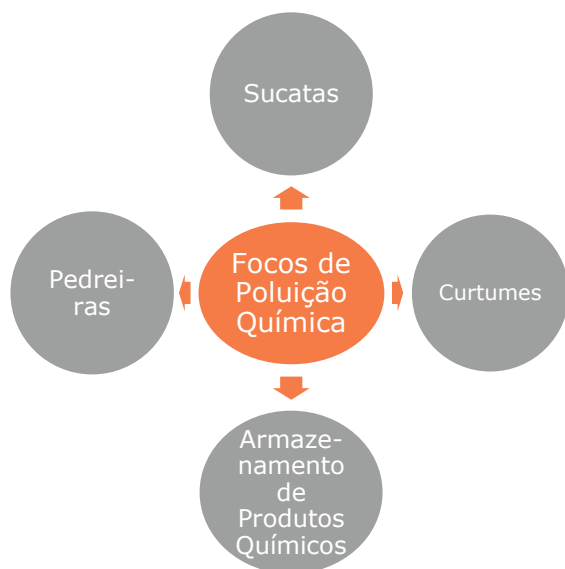 Sucatas
Pedrei-
ras
Focos de
Poluição
Química
Curtumes
Armaze-
namento
de
Produtos
Químicos